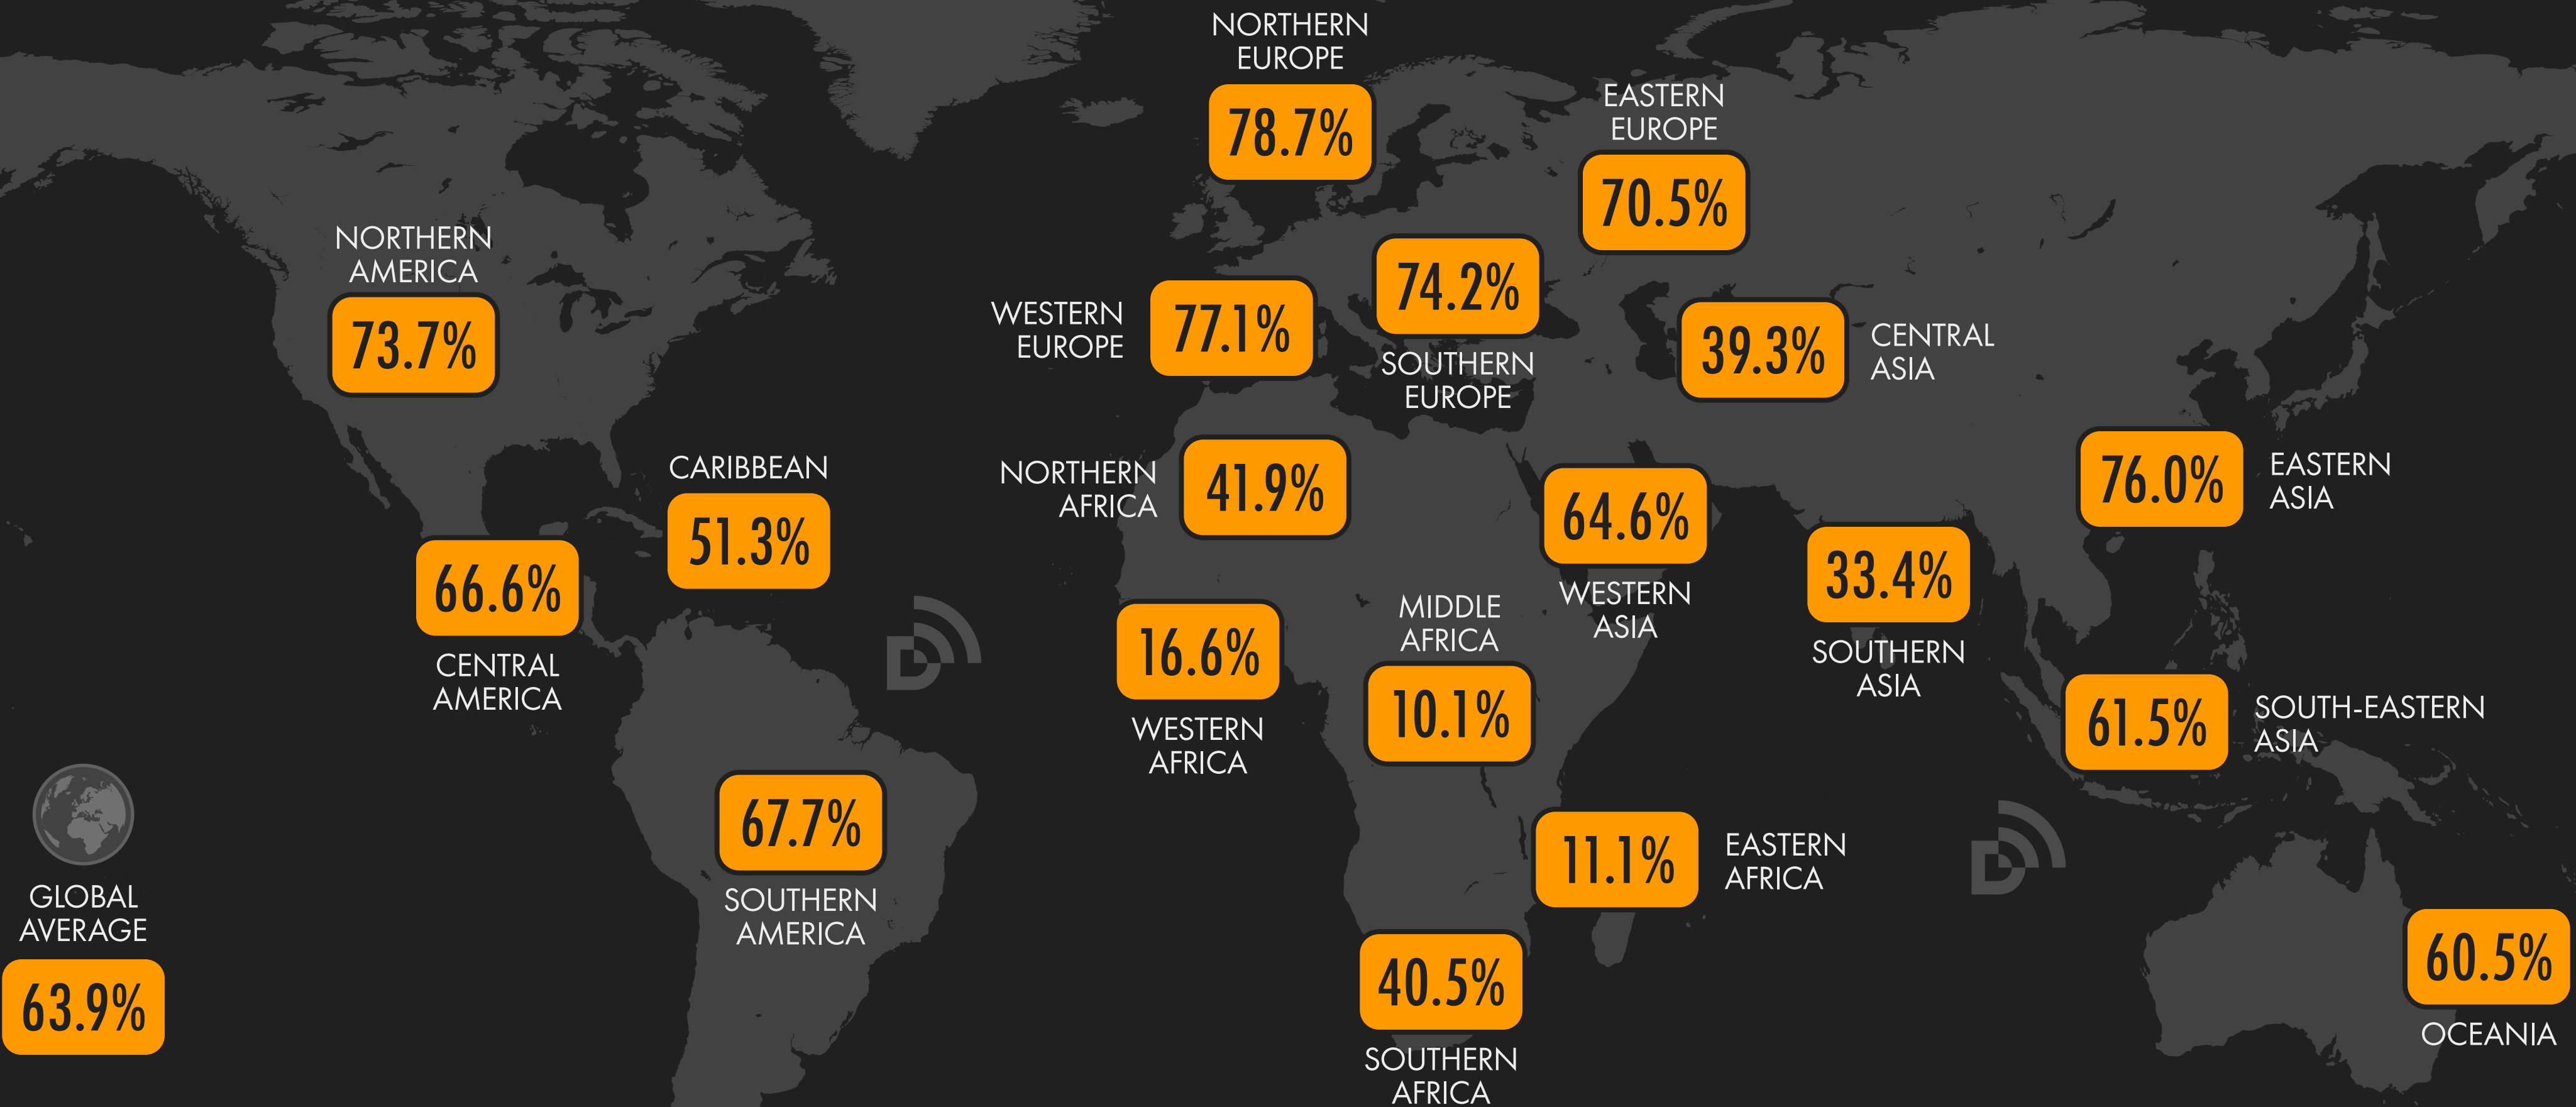 NORTHERN
EUROPE
78.7%
EASTERN
EUROPE
70.5%
NORTHERN
AMERICA
73.7%
WESTERN
EUROPE
77.1%
74.2%
SOUTHERN
EUROPE
39.3%
CENTRAL
ASIA
CARIBBEAN
51.3%
NORTHERN
AFRICA
41.9%
64.6%
WESTERN
ASIA
76.0%
EASTERN
ASIA
33.4%
SOUTHERN
ASIA
66.6%
CENTRAL
AMERICA
16.6%
WESTERN
AFRICA
MIDDLE
AFRICA
10.1%
61.5%
SOUTH-EASTERN
ASIA
67.7%
SOUTHERN
AMERICA
11.1%
EASTERN
AFRICA
GLOBAL
AVERAGE
63.9%
40.5%
SOUTHERN
AFRICA
60.5%
OCEANIA